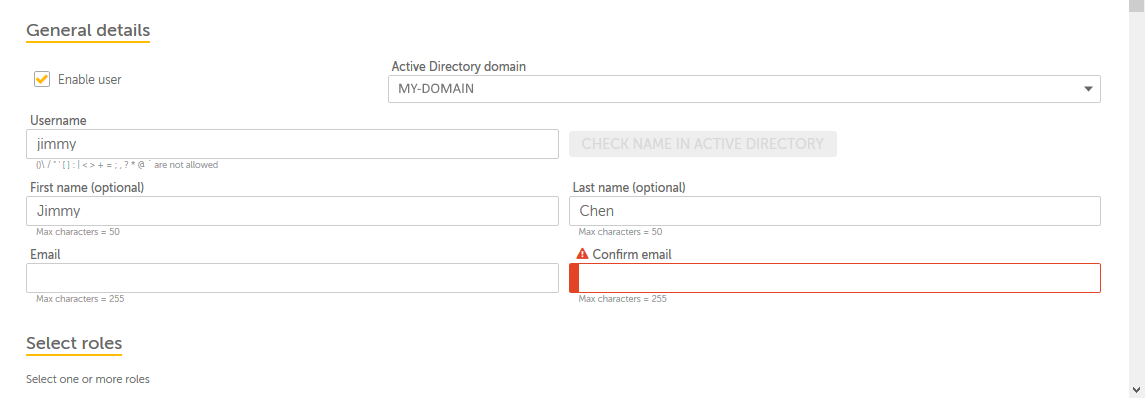 General details
Enable user
Active Directory domain
MY-DOMAIN
Username
jimmy
CHECK NAME IN ACTIVE DIRECTORY
()\ / " ' [ ] : | < > + = ; , ? * @ ` are not allowed
First name (optional)
Last name (optional)
Jimmy
Chen
Max characters = 50
Max characters = 50
Email
Confirm email
Max characters = 255
Max characters = 255
Select roles
Select one or more roles